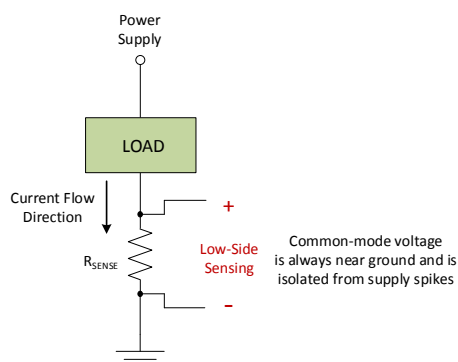 Power
Supply
LOAD
Current Flow
Direction
+
R_SENSE
Low-Side
Sensing
-
Common-mode voltage
is always near ground and is
isolated from supply spikes